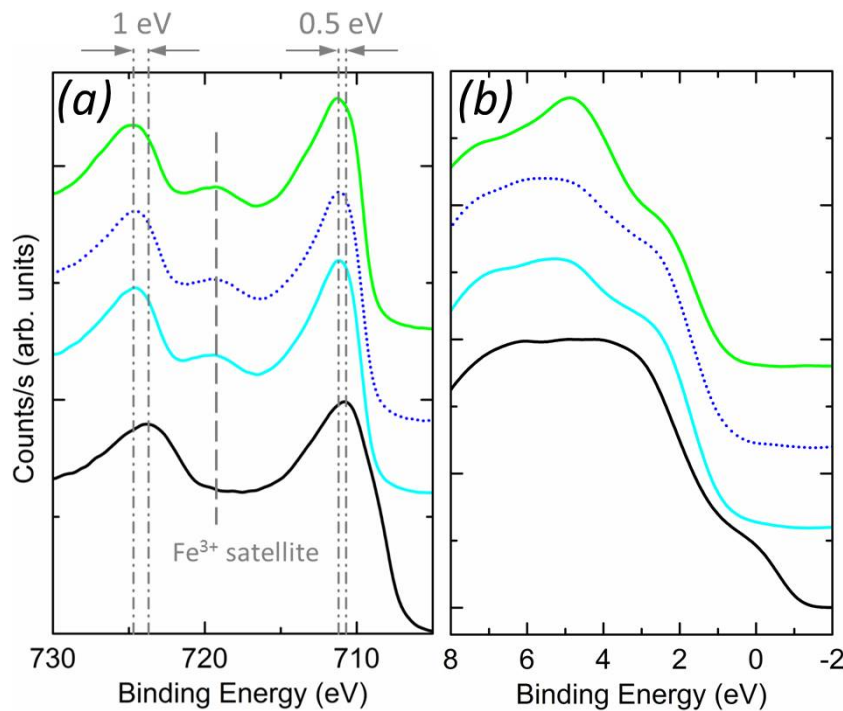 1 eV 0.5 eV
(a) (b)
Counts/s (arb. units)
Fe³⁺ satellite
730 720 710 8 6 4 2 0 -2
Binding Energy (eV) Binding Energy (eV)